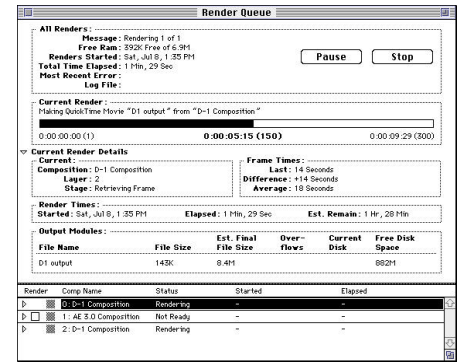 Render Queue
All Renders:
Message: Rendering 1 of 1
Free Ram: 392K Free of 6.9M
Renders Started: Sat, Jul 8, 1:35 PM
Total Time Elapsed: 1 Min, 29 Sec
Most Recent Error:
Log File:
Pause
Stop
Current Render:
Making QuickTime Movie "D1 output" from "D-1 Composition"
0:00:00:00 (1) 0:00:05:15 (150) 0:00:09:29 (300)
Current Render Details
Current:
Composition: D-1 Composition
Layer: 2
Stage: Retrieving Frame
Frame Times:
Last: 14 Seconds
Difference: +14 Seconds
Average: 18 Seconds
Render Times:
Started: Sat, Jul 8, 1:35 PM Elapsed: 1 Min, 29 Sec Est. Remain: 1 Hr, 28 Min
Output Modules:
File Name File Size Est. Final File Size Over-flows Current Disk Free Disk Space
D1 output 143K 8.4M 882M
Render Comp Name Status Started Elapsed
0: D-1 Composition Rendering - -
1: AE 3.0 Composition Not Ready - -
2: D-1 Composition Rendering - -